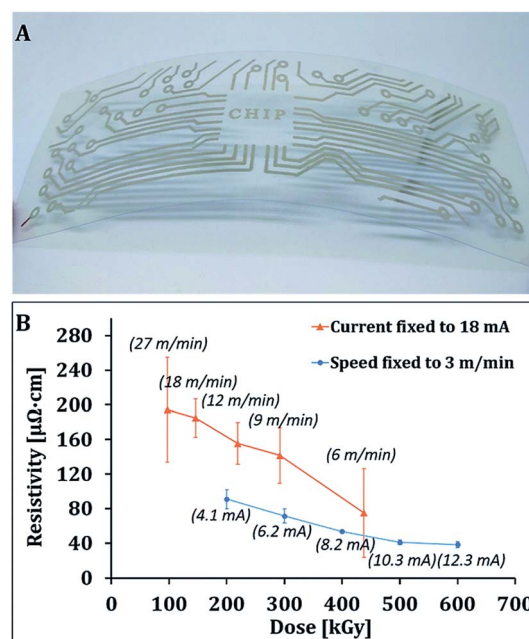 A
CHIP
B
280
240
200
160
120
80
40
0
Resistivity [μΩ·cm]
(27 m/min)
(18 m/min)
(12 m/min)
(9 m/min)
(6 m/min)
Current fixed to 18 mA
Speed fixed to 3 m/min
(4.1 mA)
(6.2 mA)
(8.2 mA)
(10.3 mA)
(12.3 mA)
0 100 200 300 400 500 600 700
Dose [kGy]